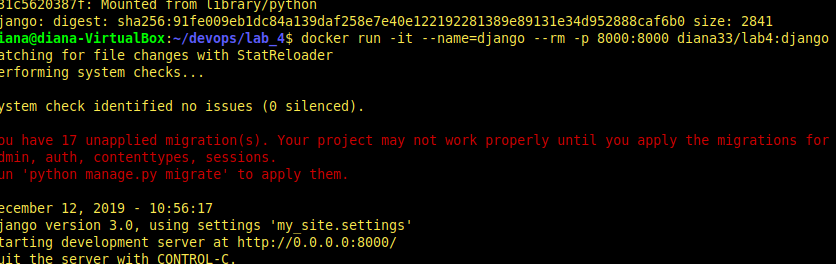 31c5620387f: Mounted from library/python
jango: digest: sha256:91fe009eb1dc84a139daf258e7e40e122192281389e89131e34d952888caf6b0 size: 2841
iana@diana-VirtualBox:~/devops/lab_4$ docker run -it --name=django --rm -p 8000:8000 diana33/lab4:django
atching for file changes with StatReloader
erforming system checks...
ystem check identified no issues (0 silenced).
ou have 17 unapplied migration(s). Your project may not work properly until you apply the migrations for
dmin, auth, contenttypes, sessions.
un 'python manage.py migrate' to apply them.
ecember 12, 2019 - 10:56:17
jango version 3.0, using settings 'my_site.settings'
tarting development server at http://0.0.0.0:8000/
uit the server with CONTROL-C.